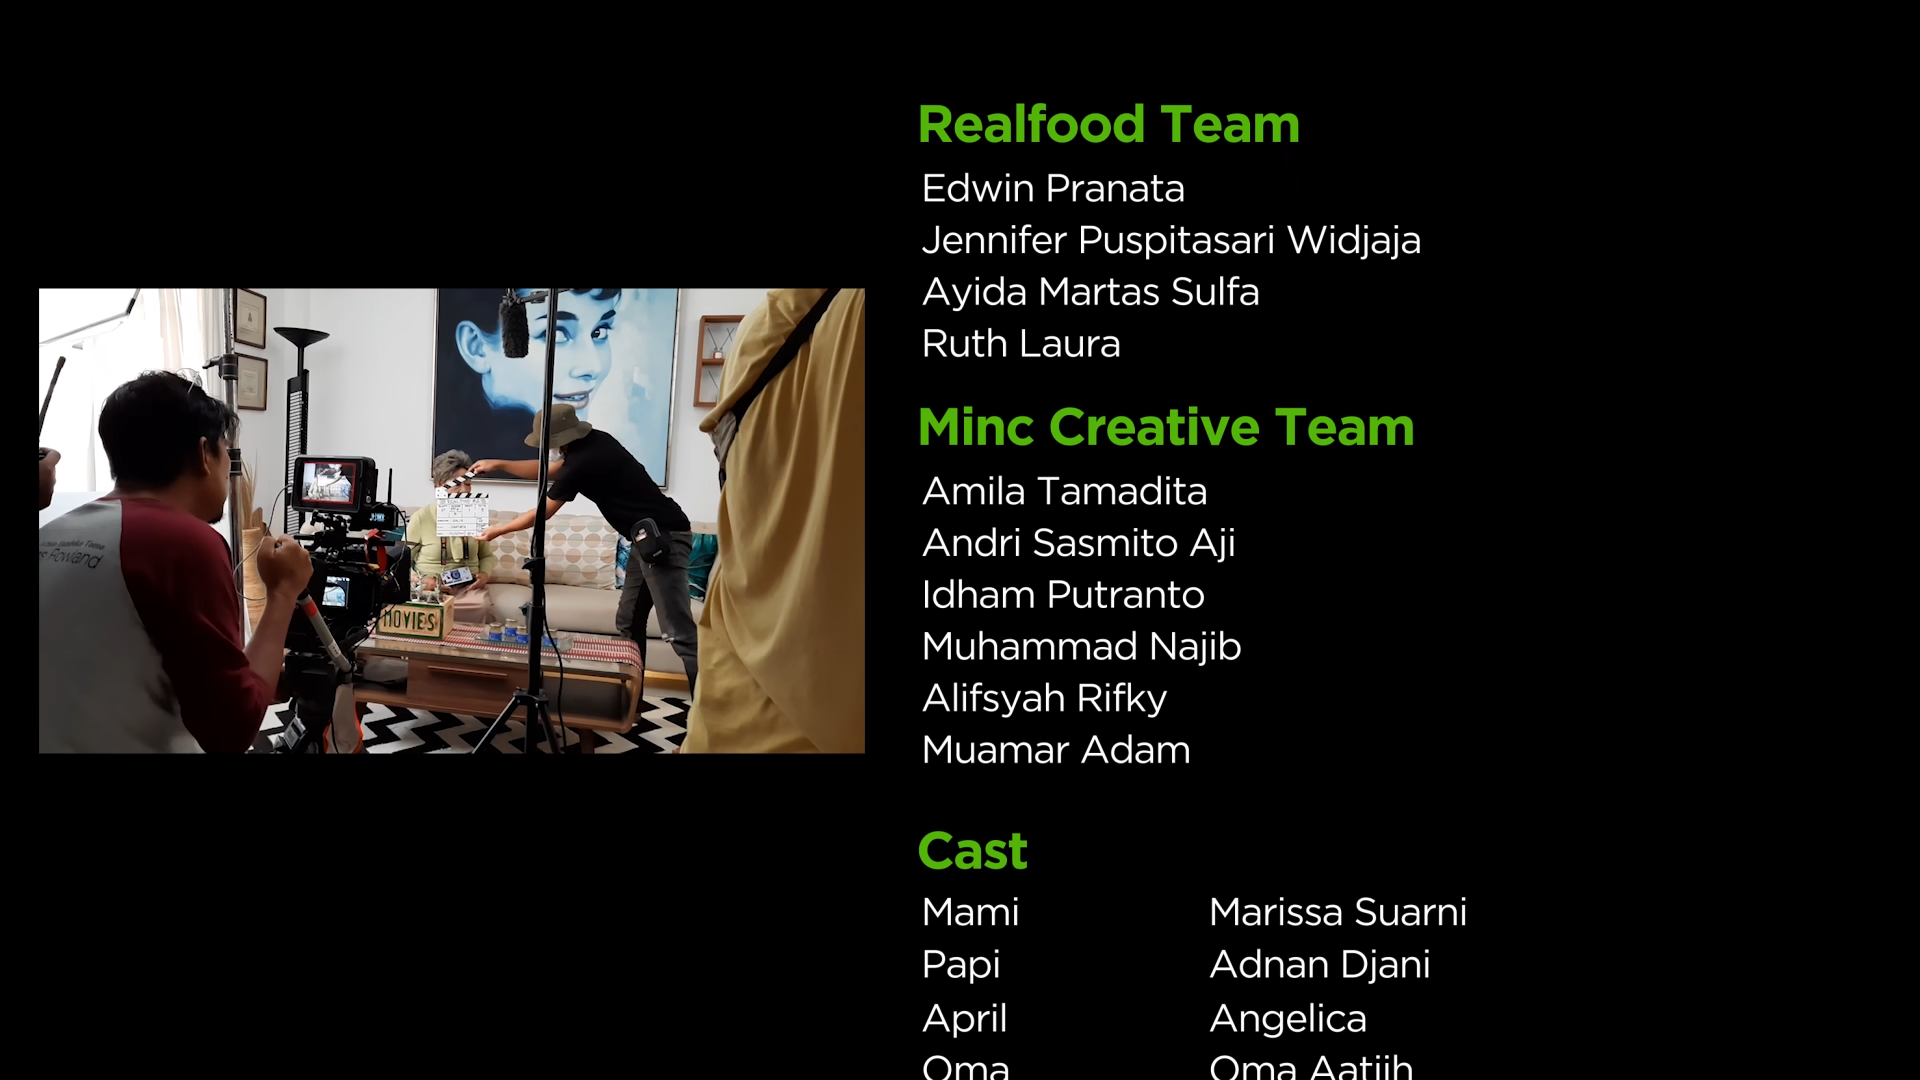 Realfood Team
Edwin Pranata
Jennifer Puspitasari Widjaja
Ayida Martas Sulfa
Ruth Laura
Minc Creative Team
Amila Tamadita
Andri Sasmito Aji
Idham Putranto
Muhammad Najib
Alifsyah Rifky
Muamar Adam
Cast
Mami Marissa Suarni
Papi Adnan Djani
April Angelica
Oma Oma Aatijh
MOVIES